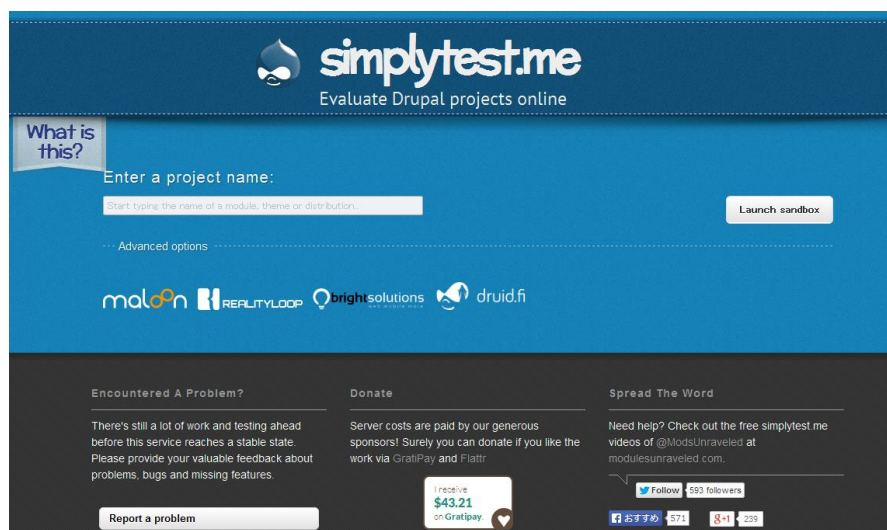 simplytest.me
Evaluate Drupal projects online
What is
this?
Enter a project name:
Start typing the name of a module, theme or distribution..
Launch sandbox
Advanced options
maloon
REALITYLOOP
brightsolutions
druid.fi
Encountered A Problem?
There's still a lot of work and testing ahead
before this service reaches a stable state.
Please provide your valuable feedback about
problems, bugs and missing features.
Report a problem
Donate
Server costs are paid by our generous
sponsors! Surely you can donate if you like the
work via GratiPay and Flattr
I receive
$43.21
on Gratipay.
Spread The Word
Need help? Check out the free simplytest.me
videos of @ModsUnraveled at
modulesunraveled.com.
Follow 593 followers
おすすめ 571
g+1 239